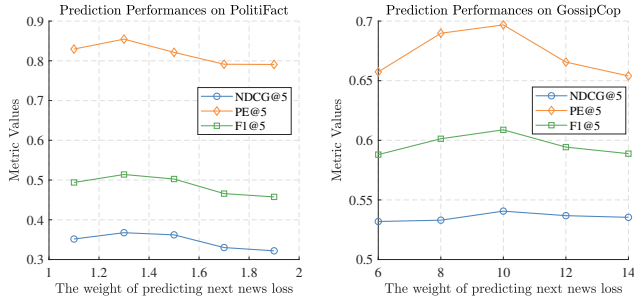 Prediction Performances on PolitiFact
0.9
0.8
0.7
0.6
0.5
0.4
0.3
Metric Values
NDCG@5
PE@5
F1@5
1 1.2 1.4 1.6 1.8 2
The weight of predicting next news loss
Prediction Performances on GossipCop
0.7
0.65
0.6
0.55
0.5
Metric Values
NDCG@5
PE@5
F1@5
6 8 10 12 14
The weight of predicting next news loss